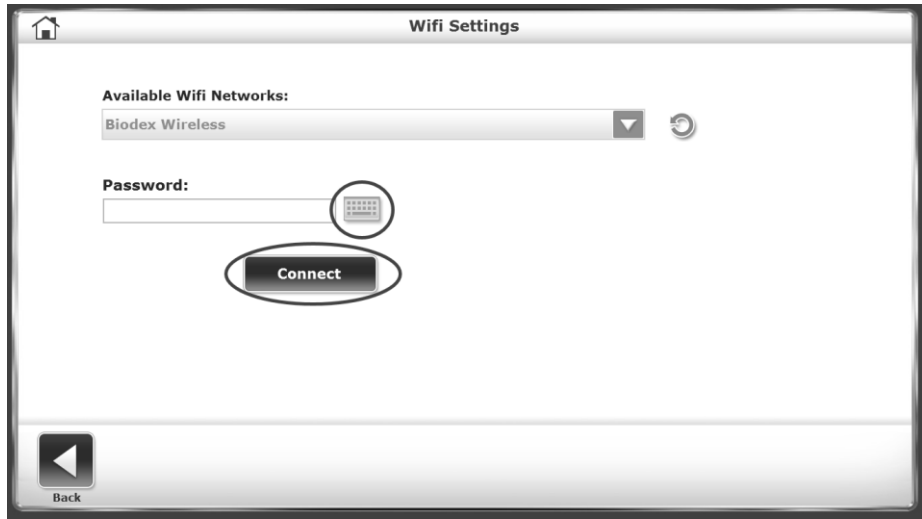 Wifi Settings
Available Wifi Networks:
Biodex Wireless
Password:
Connect
Back